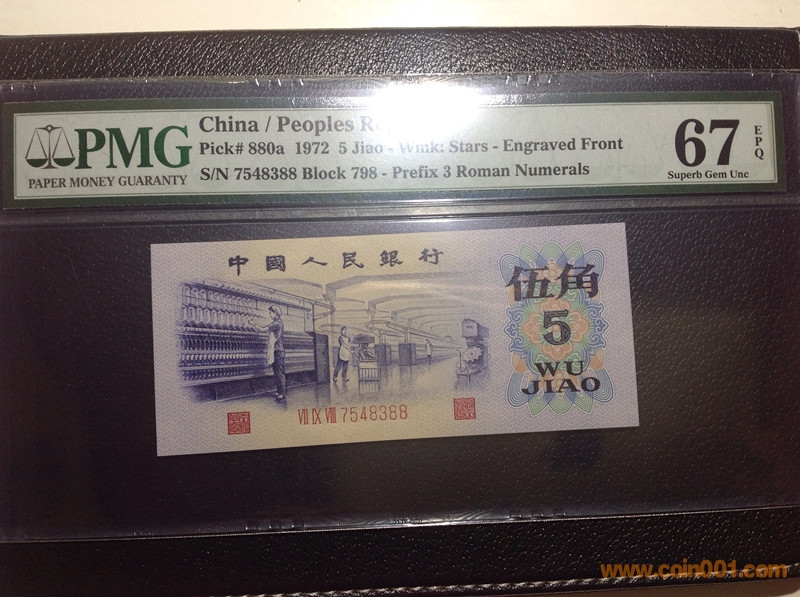 PMG
PAPER MONEY GUARANTY
China / Peoples
Pick# 880a 1972 5 Jiao - Wmk: Stars - Engraved Front
S/N 7548388 Block 798 - Prefix 3 Roman Numerals
67
EPQ
Superb Gem Unc
中國人民銀行
伍角
5
WU
JIAO
VII IX VIII 7548388
www.coin001.com